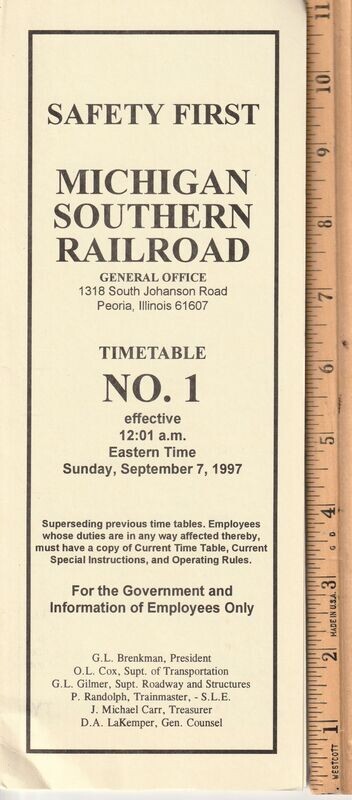 SAFETY FIRST
MICHIGAN
SOUTHERN
RAILROAD
GENERAL OFFICE
1318 South Johanson Road
Peoria, Illinois 61607
TIMETABLE
NO. 1
effective
12:01 a.m.
Eastern Time
Sunday, September 7, 1997
Superseding previous time tables. Employees
whose duties are in any way affected thereby,
must have a copy of Current Time Table, Current
Special Instructions, and Operating Rules.
For the Government and
Information of Employees Only
G.L. Brenkman, President
O.L. Cox, Supt. of Transportation
G.L. Gilmer, Supt. Roadway and Structures
P. Randolph, Trainmaster, - S.L.E.
J. Michael Carr, Treasurer
D.A. LaKemper, Gen. Counsel
11
10
9
8
7
6
5
4
G D
3
MADE IN U.S.A.
2
1
WESTCOTT